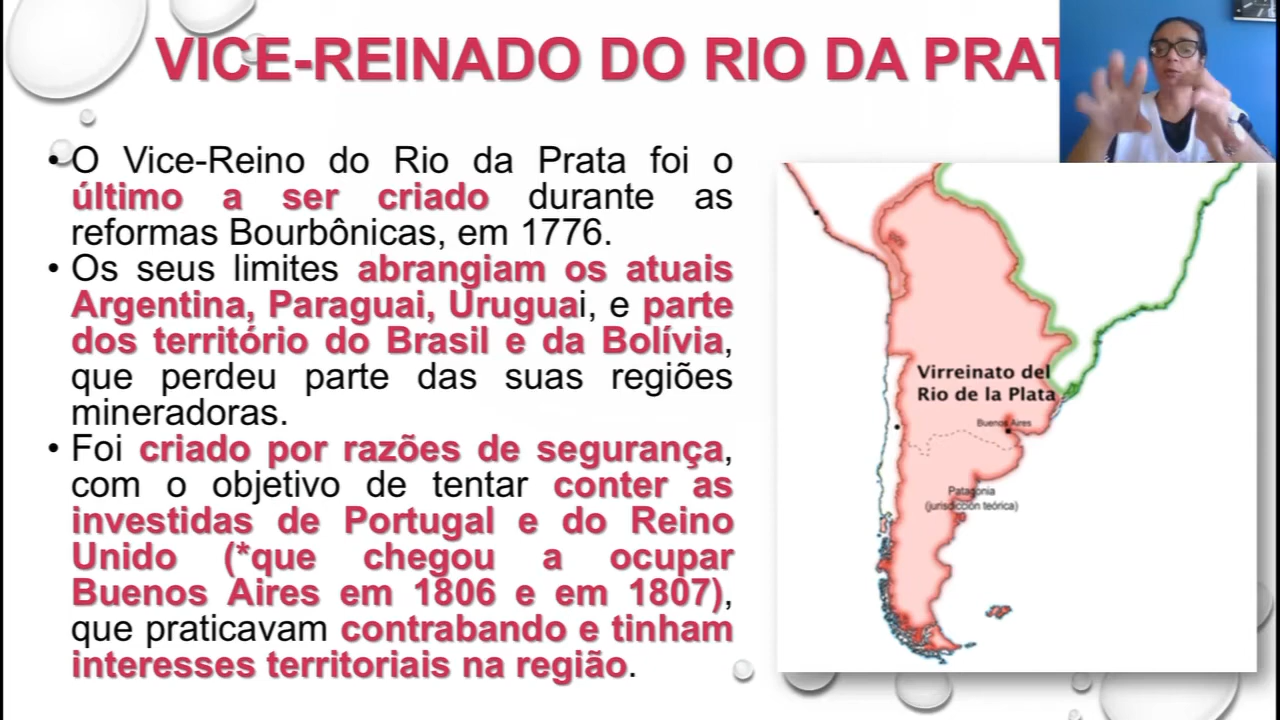 VICE-REINADO DO RIO DA PRAT
• O Vice-Reino do Rio da Prata foi o
último a ser criado durante as
reformas Bourbônicas, em 1776.
• Os seus limites abrangiam os atuais
Argentina, Paraguai, Uruguai, e parte
dos território do Brasil e da Bolívia,
que perdeu parte das suas regiões
mineradoras.
• Foi criado por razões de segurança,
com o objetivo de tentar conter as
investidas de Portugal e do Reino
Unido (*que chegou a ocupar
Buenos Aires em 1806 e em 1807),
que praticavam contrabando e tinham
interesses territoriais na região.
Virreinato del
Rio de la Plata
Buenos Aires
Patagonia
(jurisdicción teórica)